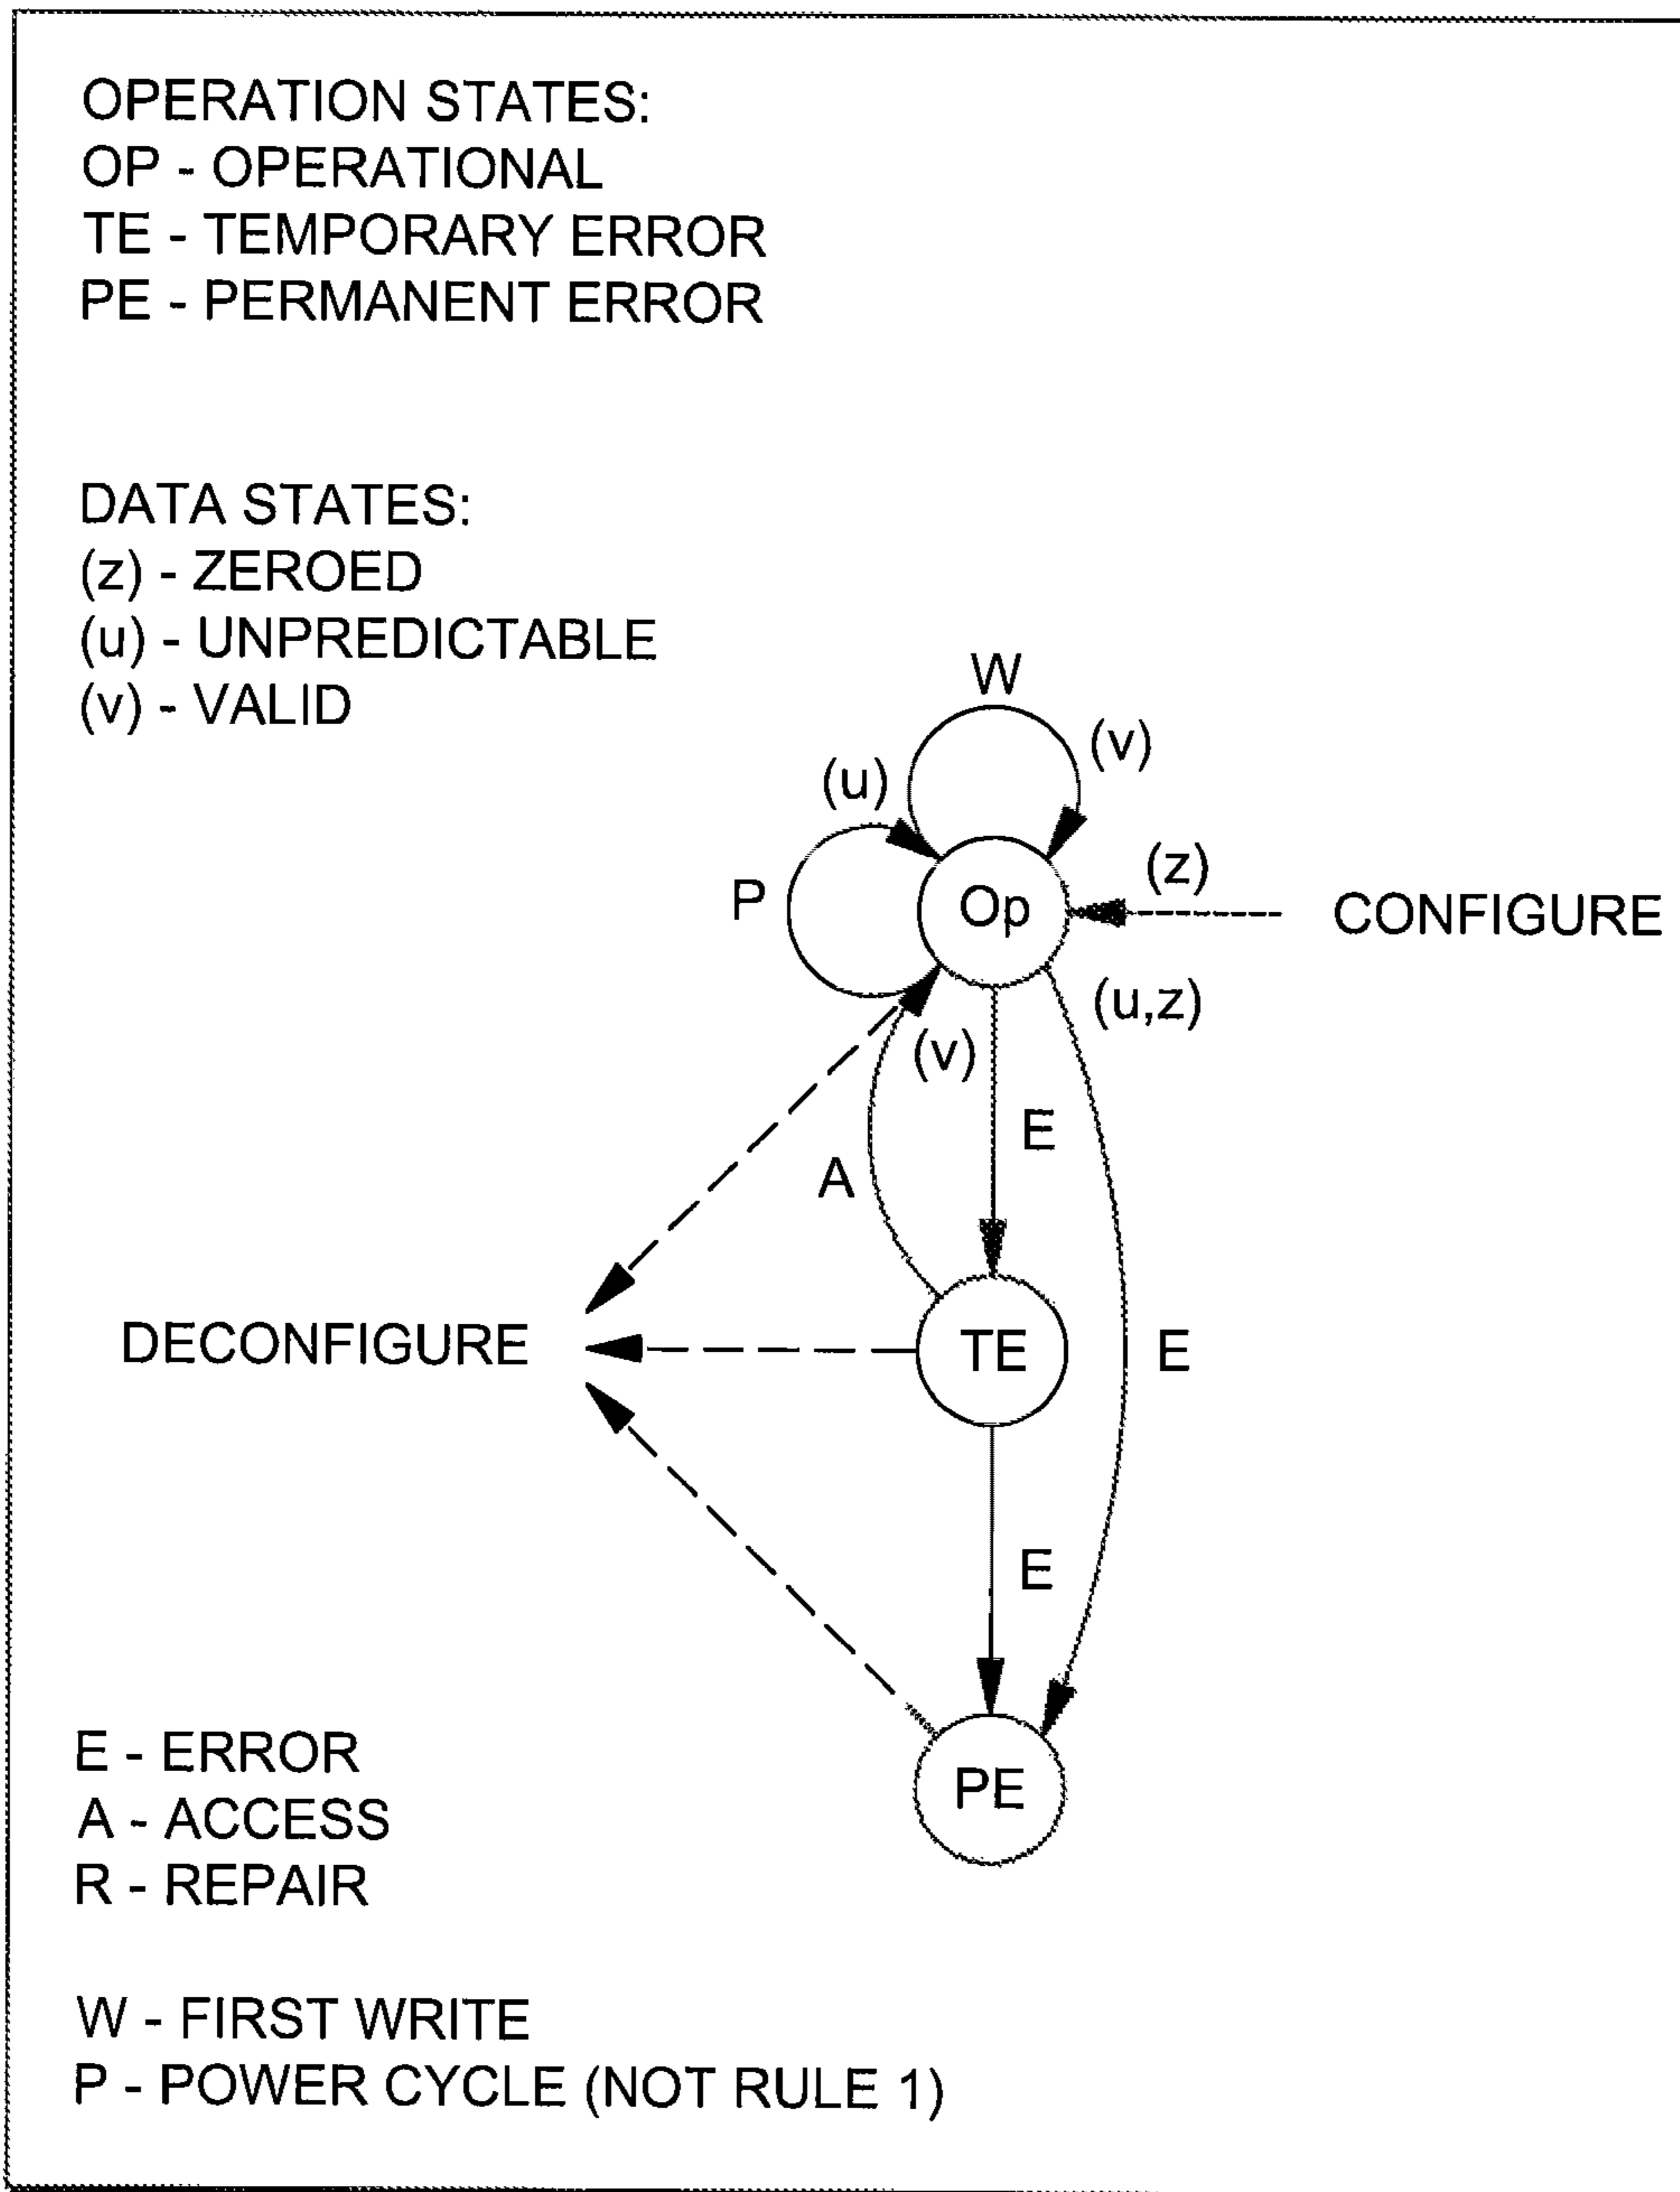 OPERATION STATES:
OP - OPERATIONAL
TE - TEMPORARY ERROR
PE - PERMANENT ERROR
DATA STATES:
(z) - ZEROED
(u) - UNPREDICTABLE
(v) - VALID
W
(v)
(u)
(z)
P
Op
CONFIGURE
(u,z)
(v)
E
A
DECONFIGURE
TE
E
E
PE
E - ERROR
A - ACCESS
R - REPAIR
W - FIRST WRITE
P - POWER CYCLE (NOT RULE 1)